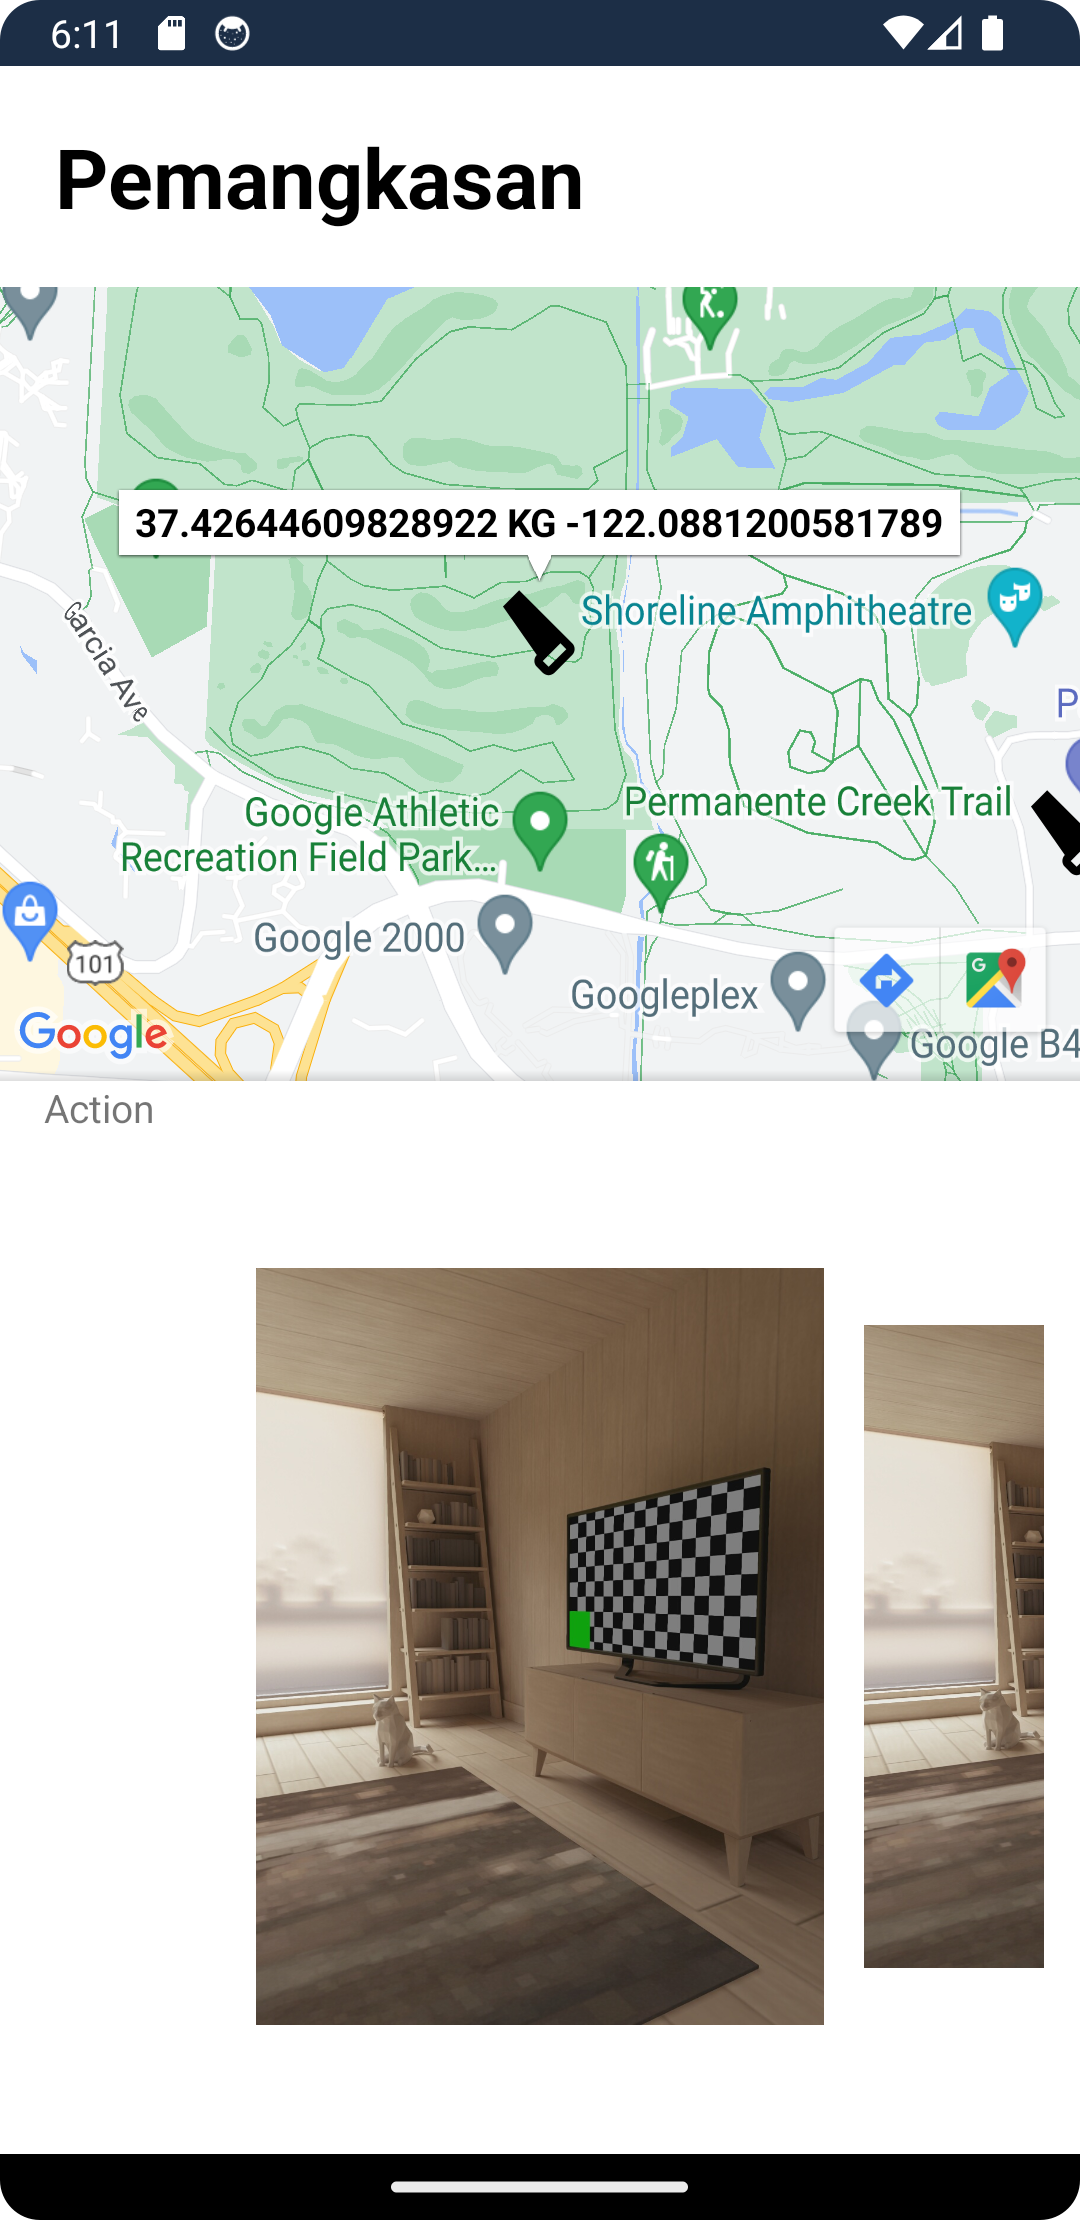 6:11
Pemangkasan
37.42644609828922 KG -122.0881200581789
Shoreline Amphitheatre
Garcia Ave
P
Google Athletic
Recreation Field Park...
Permanente Creek Trail
Google 2000
101
Googleplex
G
Google
Google B4
Action